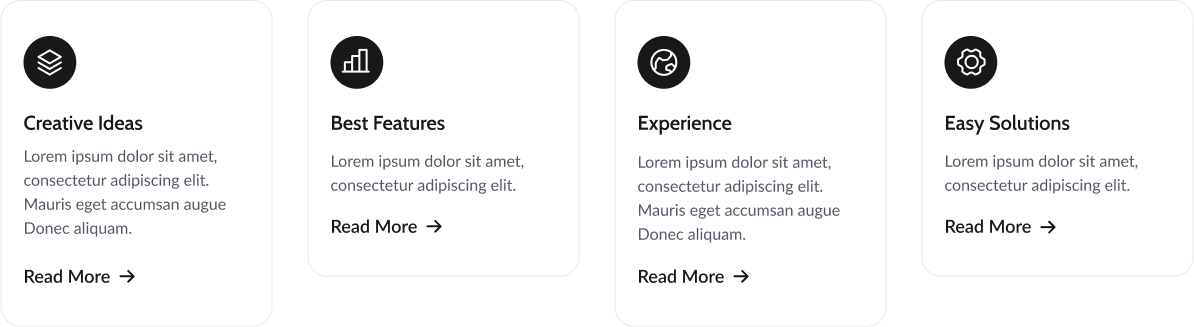 Creative Ideas
Lorem ipsum dolor sit amet,
consectetur adipiscing elit.
Mauris eget accumsan augue
Donec aliquam.
Read More
Best Features
Lorem ipsum dolor sit amet,
consectetur adipiscing elit.
Read More
Experience
Lorem ipsum dolor sit amet,
consectetur adipiscing elit.
Mauris eget accumsan augue
Donec aliquam.
Read More
Easy Solutions
Lorem ipsum dolor sit amet,
consectetur adipiscing elit.
Read More